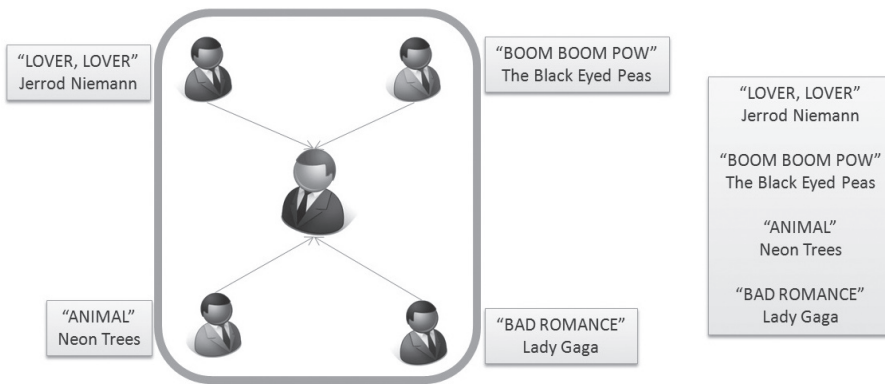 “LOVER, LOVER”
Jerrod Niemann
“BOOM BOOM POW”
The Black Eyed Peas
“ANIMAL”
Neon Trees
“BAD ROMANCE”
Lady Gaga
“LOVER, LOVER”
Jerrod Niemann
“BOOM BOOM POW”
The Black Eyed Peas
“ANIMAL”
Neon Trees
“BAD ROMANCE”
Lady Gaga